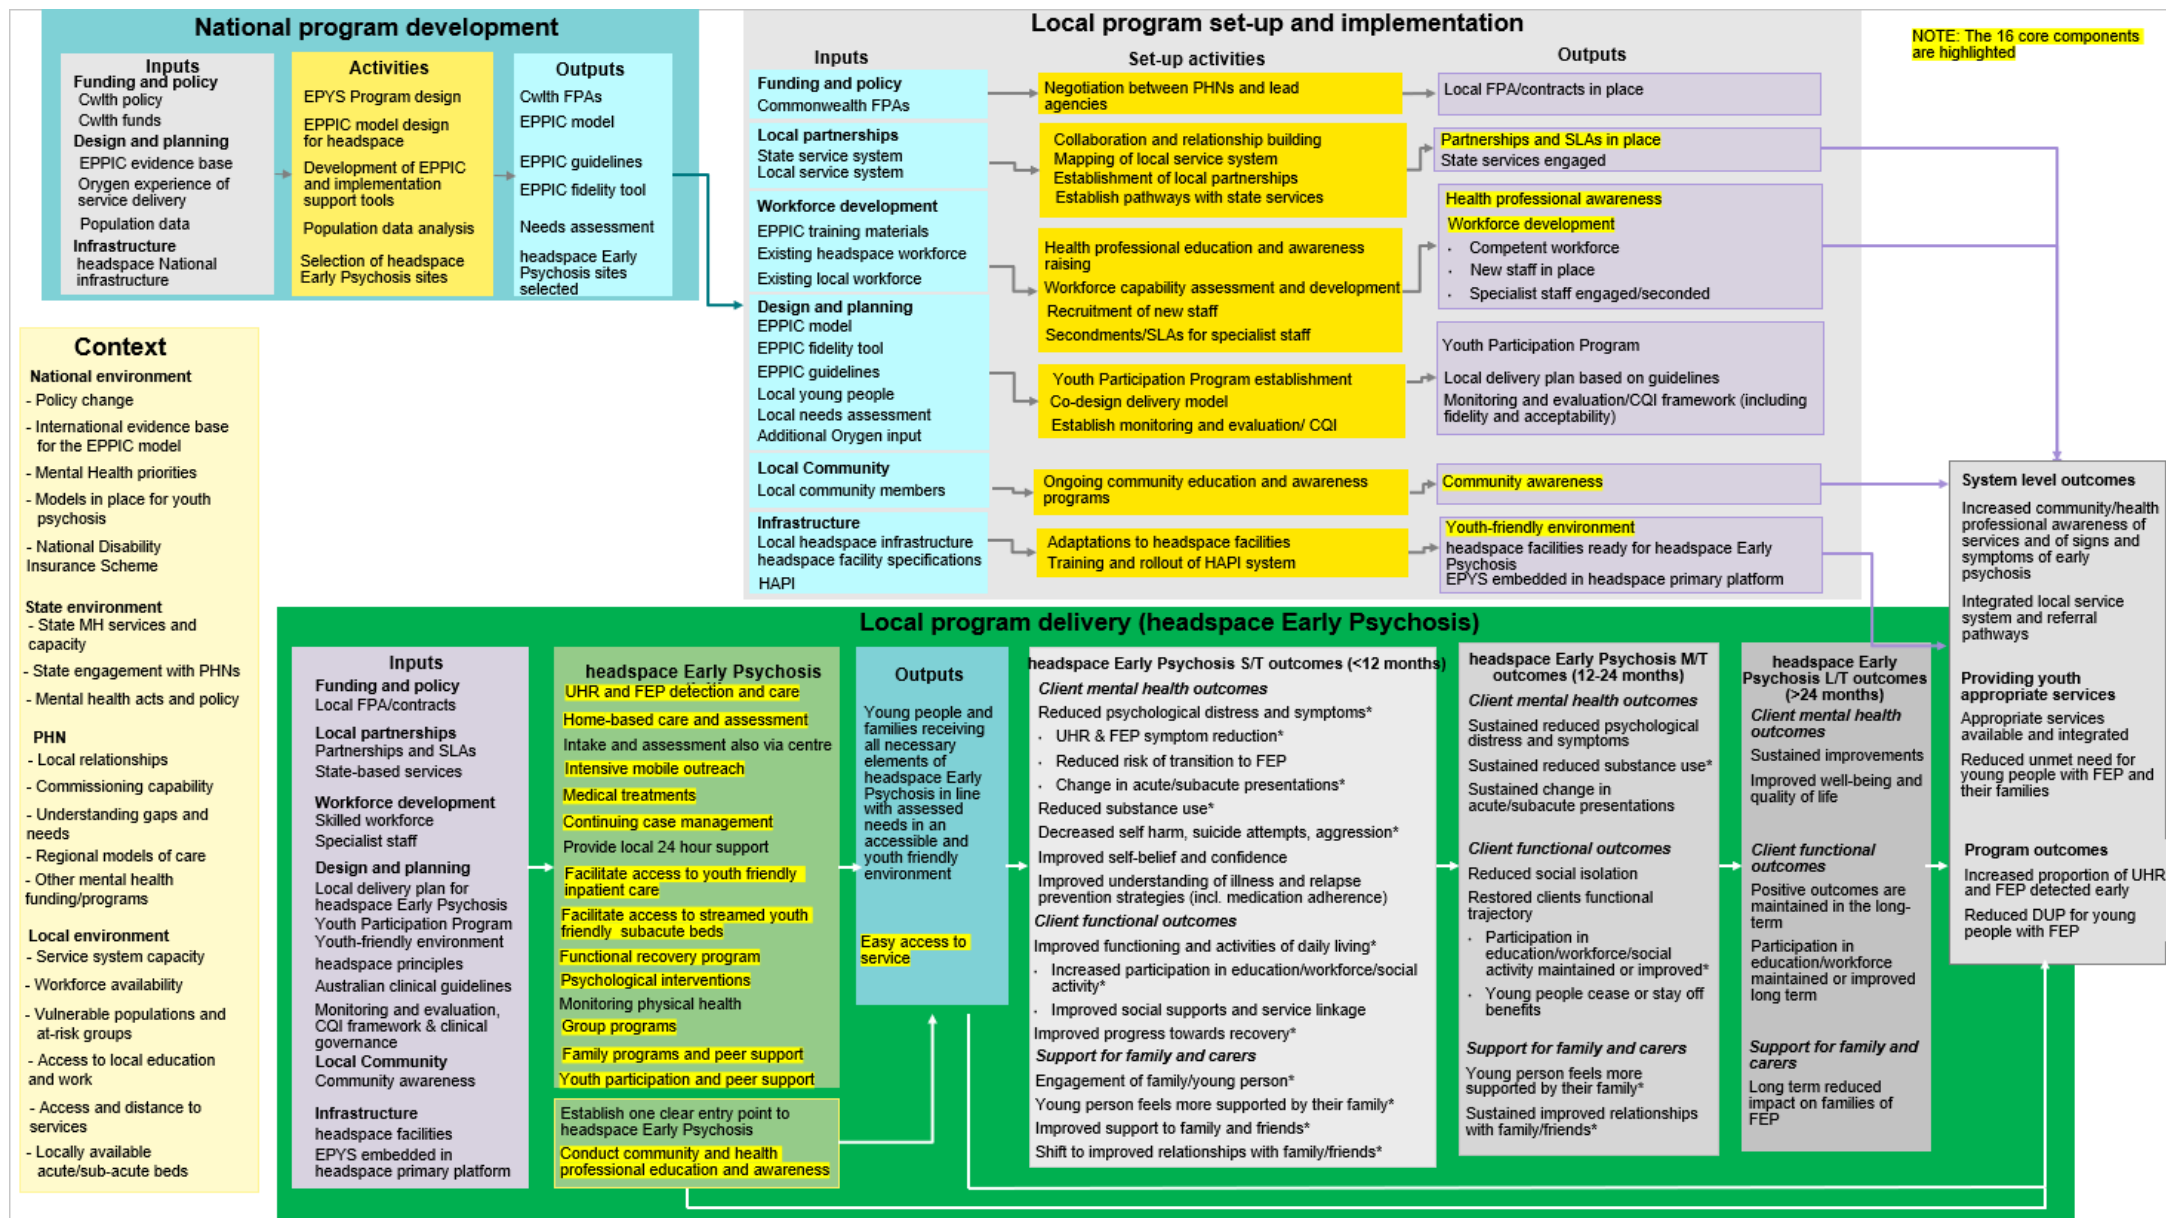 National program development
Inputs
Funding and policy
Cwlth policy
Cwlth funds
Design and planning
EPPIC evidence base
Orygen experience of
service delivery
Population data
Infrastructure
headspace National
infrastructure
Activities
EPYS Program design
EPPIC model design
for headspace
Development of EPPIC
and implementation
support tools
Population data analysis
Selection of headspace
Early Psychosis sites
Outputs
Cwlth FPAs
EPPIC model
EPPIC guidelines
EPPIC fidelity tool
Needs assessment
headspace Early
Psychosis sites
selected
Local program set-up and implementation
Inputs
Funding and policy
Commonwealth FPAs
Local partnerships
State service system
Local service system
Workforce development
EPPIC training materials
Existing headspace workforce
Existing local workforce
Design and planning
EPPIC model
EPPIC fidelity tool
EPPIC guidelines
Local young people
Local needs assessment
Additional Orygen input
Local Community
Local community members
Infrastructure
Local headspace infrastructure
headspace facility specifications
HAPI
Set-up activities
Negotiation between PHNs and lead
agencies
Collaboration and relationship building
Mapping of local service system
Establishment of local partnerships
Establish pathways with state services
Health professional education and awareness
raising
Workforce capability assessment and development
Recruitment of new staff
Secondments/SLAs for specialist staff
Youth Participation Program establishment
Co-design delivery model
Establish monitoring and evaluation/ CQI
Ongoing community education and awareness
programs
Adaptations to headspace facilities
Training and rollout of HAPI system
Outputs
Local FPA/contracts in place
Partnerships and SLAs in place
State services engaged
Health professional awareness
Workforce development
· Competent workforce
· New staff in place
· Specialist staff engaged/seconded
Youth Participation Program
Local delivery plan based on guidelines
Monitoring and evaluation/CQI framework (including
fidelity and acceptability)
Community awareness
Youth-friendly environment
headspace facilities ready for headspace Early
Psychosis
EPYS embedded in headspace primary platform
NOTE: The 16 core components
are highlighted
Context
National environment
- Policy change
- International evidence base
for the EPPIC model
- Mental Health priorities
- Models in place for youth
psychosis
- National Disability
Insurance Scheme
State environment
- State MH services and
capacity
- State engagement with PHNs
- Mental health acts and policy
PHN
- Local relationships
- Commissioning capability
- Understanding gaps and
needs
- Regional models of care
- Other mental health
funding/programs
Local environment
- Service system capacity
- Workforce availability
- Vulnerable populations and
at-risk groups
- Access to local education
and work
- Access and distance to
services
- Locally available
acute/sub-acute beds
Local program delivery (headspace Early Psychosis)
Inputs
Funding and policy
Local FPA/contracts
Local partnerships
Partnerships and SLAs
State-based services
Workforce development
Skilled workforce
Specialist staff
Design and planning
Local delivery plan for
headspace Early Psychosis
Youth Participation Program
Youth-friendly environment
headspace principles
Australian clinical guidelines
Monitoring and evaluation,
CQI framework & clinical
governance
Local Community
Community awareness
Infrastructure
headspace facilities
EPYS embedded in
headspace primary platform
headspace Early Psychosis
UHR and FEP detection and care
Home-based care and assessment
Intake and assessment also via centre
Intensive mobile outreach
Medical treatments
Continuing case management
Provide local 24 hour support
Facilitate access to youth friendly
inpatient care
Facilitate access to streamed youth
friendly subacute beds
Functional recovery program
Psychological interventions
Monitoring physical health
Group programs
Family programs and peer support
Youth participation and peer support
Establish one clear entry point to
headspace Early Psychosis
Conduct community and health
professional education and awareness
Outputs
Young people and
families receiving
all necessary
elements of
headspace Early
Psychosis in line
with assessed
needs in an
accessible and
youth friendly
environment
Easy access to
service
headspace Early Psychosis S/T outcomes (<12 months)
Client mental health outcomes
Reduced psychological distress and symptoms*
· UHR & FEP symptom reduction*
· Reduced risk of transition to FEP
· Change in acute/subacute presentations*
Reduced substance use*
Decreased self harm, suicide attempts, aggression*
Improved self-belief and confidence
Improved understanding of illness and relapse
prevention strategies (incl. medication adherence)
Client functional outcomes
Improved functioning and activities of daily living*
· Increased participation in education/workforce/social
activity*
· Improved social supports and service linkage
Improved progress towards recovery*
Support for family and carers
Engagement of family/young person*
Young person feels more supported by their family*
Improved support to family and friends*
Shift to improved relationships with family/friends*
headspace Early Psychosis M/T
outcomes (12-24 months)
Client mental health outcomes
Sustained reduced psychological
distress and symptoms
Sustained reduced substance use*
Sustained change in
acute/subacute presentations
Client functional outcomes
Reduced social isolation
Restored clients functional
trajectory
· Participation in
education/workforce/social
activity maintained or improved*
· Young people cease or stay off
benefits
Support for family and carers
Young person feels more
supported by their family*
Sustained improved relationships
with family/friends*
headspace Early
Psychosis L/T outcomes
(>24 months)
Client mental health
outcomes
Sustained improvements
Improved well-being and
quality of life
Client functional
outcomes
Positive outcomes are
maintained in the long-
term
Participation in
education/workforce
maintained or improved
long term
Support for family and
carers
Long term reduced
impact on families of
FEP
System level outcomes
Increased community/health
professional awareness of
services and of signs and
symptoms of early
psychosis
Integrated local service
system and referral
pathways
Providing youth
appropriate services
Appropriate services
available and integrated
Reduced unmet need for
young people with FEP and
their families
Program outcomes
Increased proportion of UHR
and FEP detected early
Reduced DUP for young
people with FEP